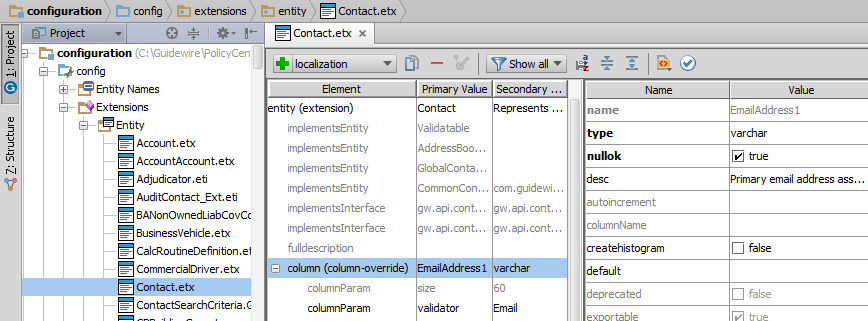 configuration config extensions entity Contact.etx
1: Project
Z: Structure
Project
configuration (C:\Guidewire\PolicyCen
config
Entity Names
Extensions
Entity
Account.etx
AccountAccount.etx
Adjudicator.eti
AuditContact_Ext.eti
BANonOwnedLiabCovCo
BusinessVehicle.etx
CalcRoutineDefinition.etx
CommercialDriver.etx
Contact.etx
ContactSearchCriteria.G
Contact.etx
localization Show all
Element Primary Value Secondary ...
entity (extension) Contact Represents ...
implementsEntity Validatable
implementsEntity AddressBoo...
implementsEntity GlobalConta...
implementsEntity CommonCon... com.guidewi...
implementsInterface gw.api.cont... gw.api.cont...
implementsInterface gw.api.cont... gw.api.cont...
fulldescription
column (column-override) EmailAddress1 varchar
columnParam size 60
columnParam validator Email
Name Value
name EmailAddress1
type varchar
nullok true
desc Primary email address ass...
autoincrement
columnName
createhistogram false
default
deprecated false
exportable true